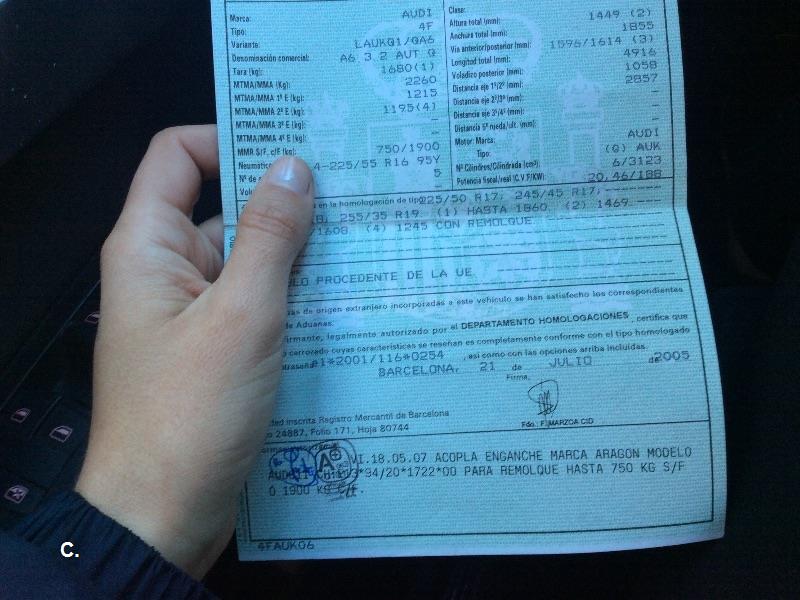 Marca: AUDI
Tipo: 4F
Variante: LAUKQ1/QA6
Denominación comercial: A6 3 2 AUT Q
Tara (kg): 1680(1)
MTMA/MMA (kg): 2260
MTMA/MMA 1º E (kg): 1215
MTMA/MMA 2º E (kg): 1195(4)
MTMA/MMA 3º E (kg): —
MTMA/MMA 4º E (kg): —
MMR S/F, c/F (kg): 750/1900
Neumátic 4-225/55 R16 95Y
Nº de 5
Clase:
Altura total (mm): 1449 (2)
Anchura total (mm): 1855
Vía anterior/posterior (mm): 1596/1614 (3)
Longitud total (mm): 4916
Voladizo posterior (mm): 1058
Distancia eje 1º/2º (mm): 2857
Distancia eje 2º/3º (mm): —
Distancia eje 3º/4º (mm): —
Distancia 5ª rueda/ult. (mm): —
Motor: Marca: AUDI
Tipo: (G) AUK
Nº Cilindros/Cilindrada (cm³): 6/3123
Potencia fiscal/real (C.V.F/KW): 20,46/188
en la homologación de tipo 225/50 R17; 245/45 R17;
255/35 R19. (1) HASTA 1860. (2) 1469
/1608. (4) 1245 CON REMOLQUE
LO PROCEDENTE DE LA UE
as de origen extranjero incorporadas a este vehículo se han satisfecho los correspondientes
de Aduanas.
firmante, legalmente autorizado por el DEPARTAMENTO HOMOLOGACIONES, certifica que
o carrozado cuyas características se reseñan es completamente conforme con el tipo homologado
1*2001/116*0254, así como con las opciones arriba incluidas.
BARCELONA, 21 de JULIO de 2005
Firma,
Fdo.: F. MARZOA CID
ded inscrita Registro Mercantil de Barcelona
o 24887, Folio 171, Hoja 80744
VI.18.05.07 ACOPLA ENGANCHE MARCA ARAGON MODELO
3*94/20*1722*00 PARA REMOLQUE HASTA 750 KG S/F
O 1900 KG C/F.
4FAUK06
C.